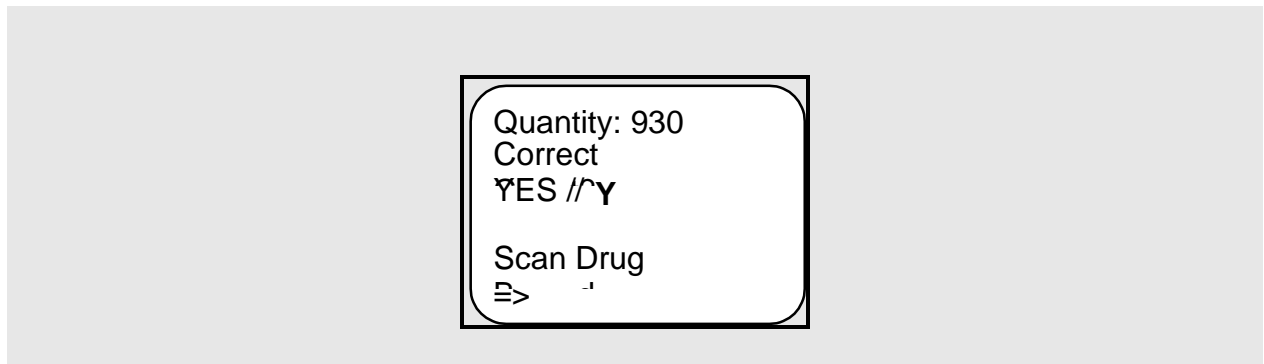 Quantity: 930
Correct
YES // Y

Scan Drug
=>